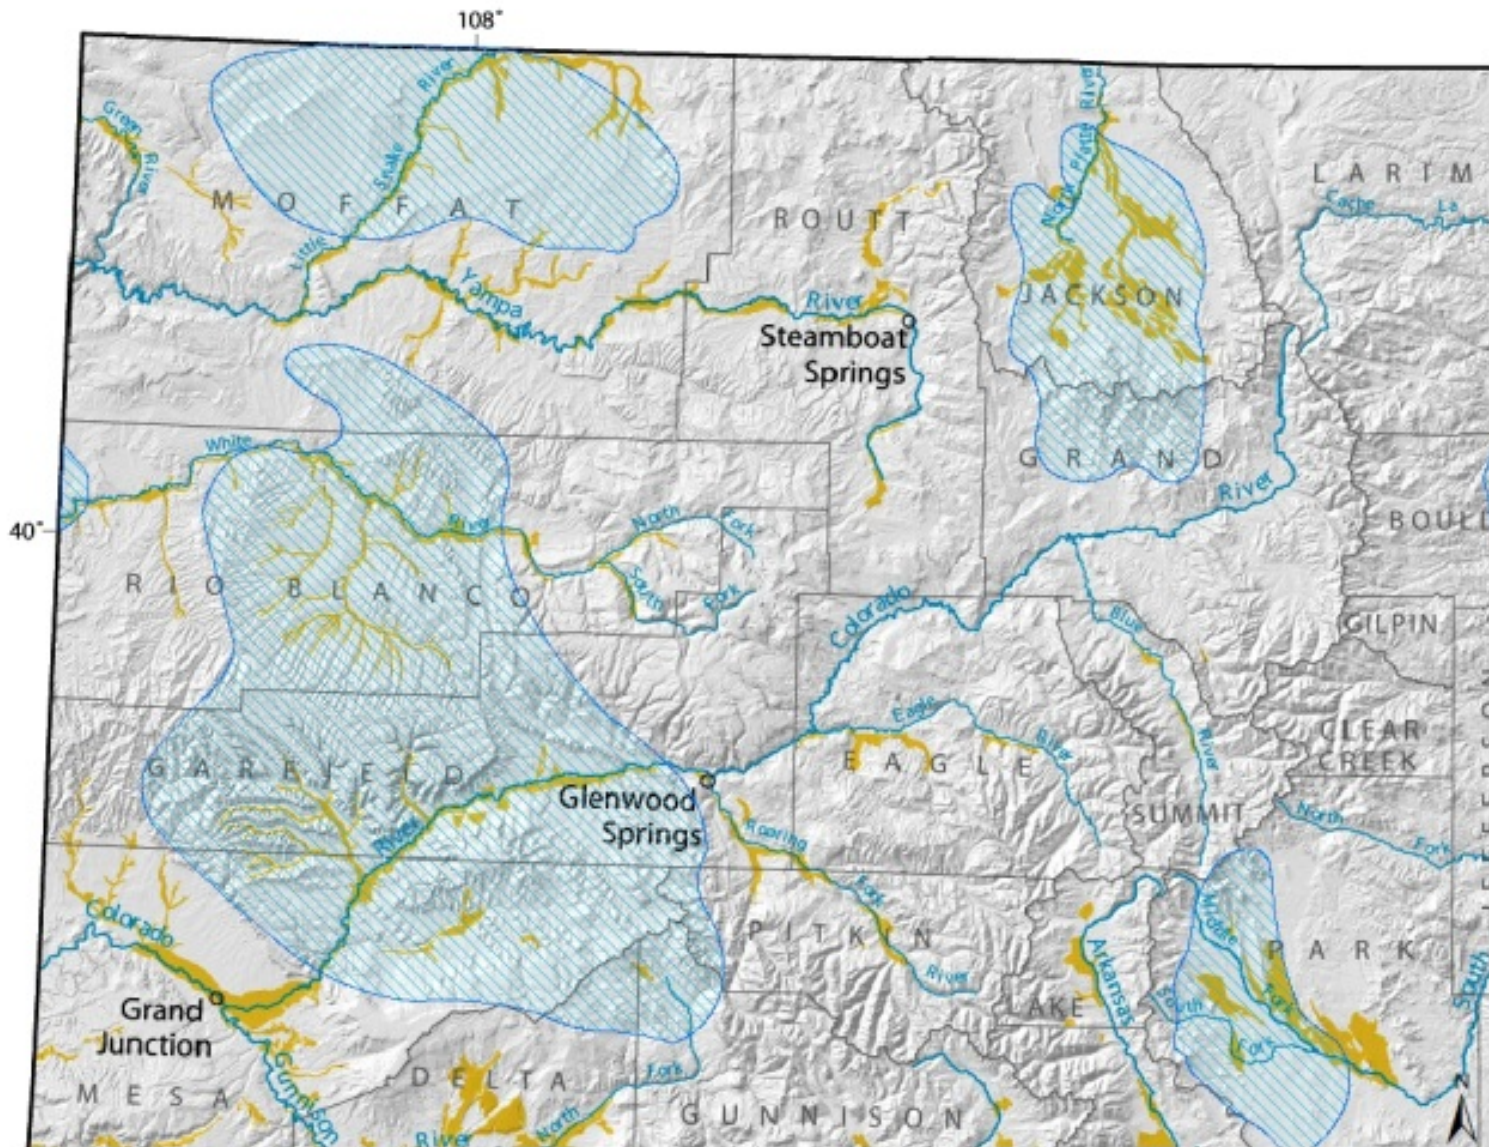 108°
Green
River
River
Snake
Little
MOFFAT
ROUTT
North Platte River
LARIM
Cache La
JACKSON
Yampa
River
Steamboat
Springs
White
River
North Fork
South Fork
GRAND
River
BOULD
40°
RIO BLANCO
Colorado
Blue
River
GILPIN
Eagle
River
EAGLE
CLEAR
CREEK
SUMMIT
GARFIELD
River
Glenwood
Springs
Roaring
Fork
River
North
Fork
PITKIN
Middle
Fork
PARK
South
Fork
South
Arkansas
AKE
Colorado
Grand
Junction
Gunnison
MESA
DELTA
River
North
Fork
GUNNISON
N